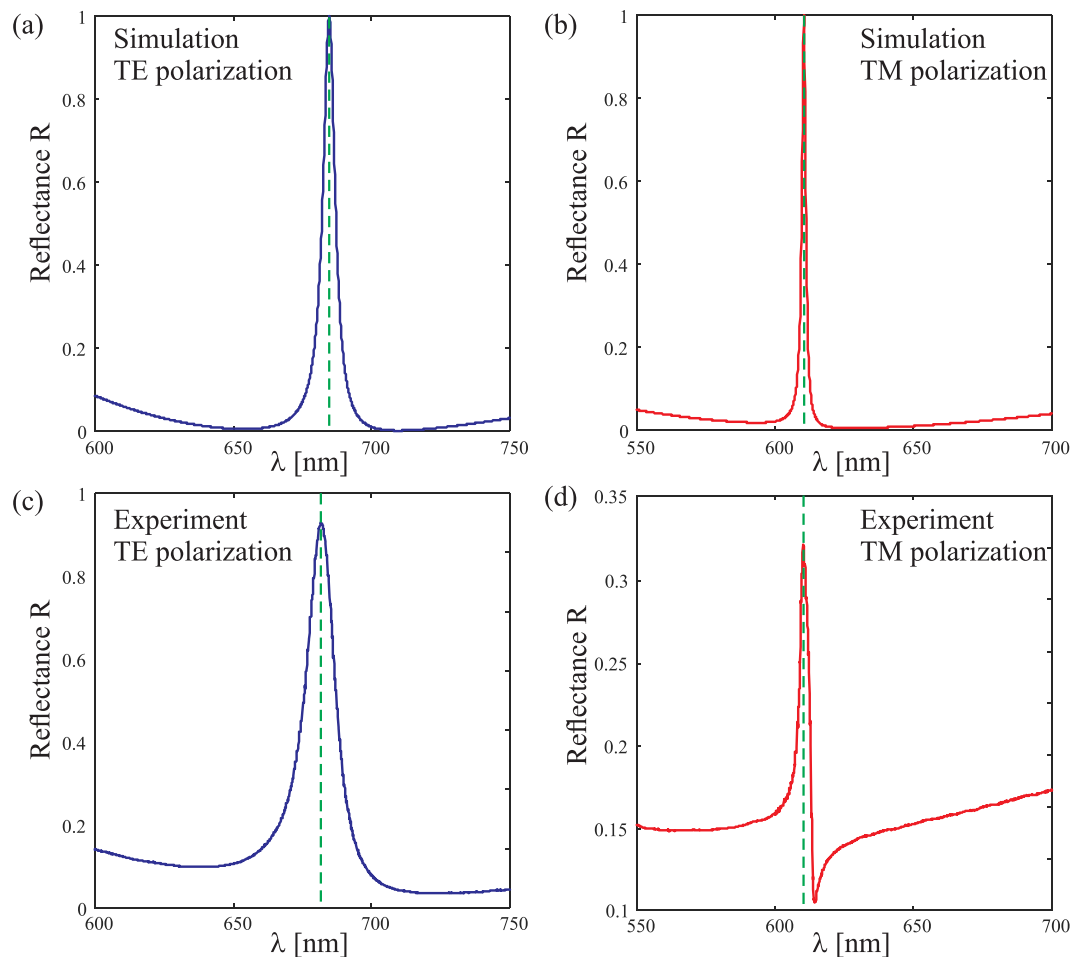 (a)
Simulation
TE polarization
Reflectance R
1
0.8
0.6
0.4
0.2
0
600
650
700
750
λ [nm]
(b)
Simulation
TM polarization
Reflectance R
1
0.8
0.6
0.4
0.2
0
550
600
650
700
λ [nm]
(c)
Experiment
TE polarization
Reflectance R
1
0.8
0.6
0.4
0.2
0
600
650
700
750
λ [nm]
(d)
Experiment
TM polarization
Reflectance R
0.35
0.3
0.25
0.2
0.15
0.1
550
600
650
700
λ [nm]